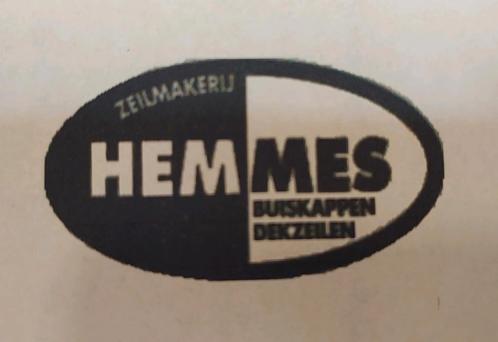 ZEILMAKERIJ
HEMMES
BUISKAPPEN
DEKZEILEN